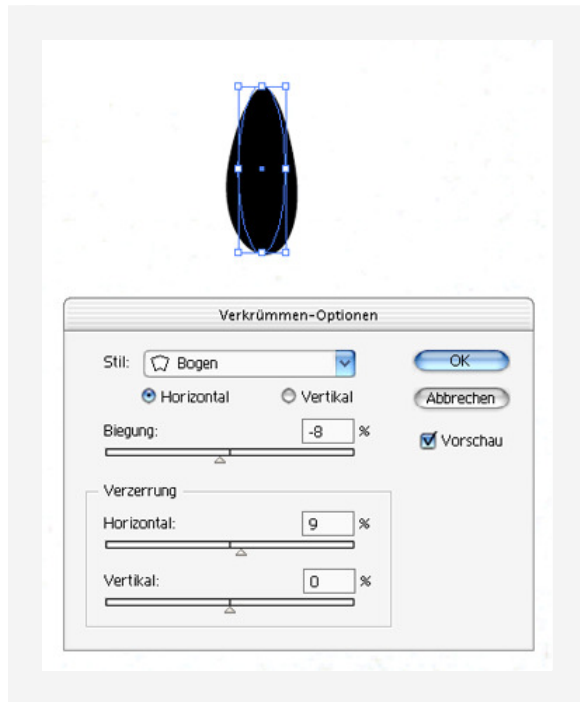 Verkrümmen-Optionen
Stil: Bogen
OK
Horizontal Vertikal
Abbrechen
Biegung: -8 %
Vorschau
Verzerrung
Horizontal: 9 %
Vertikal: 0 %